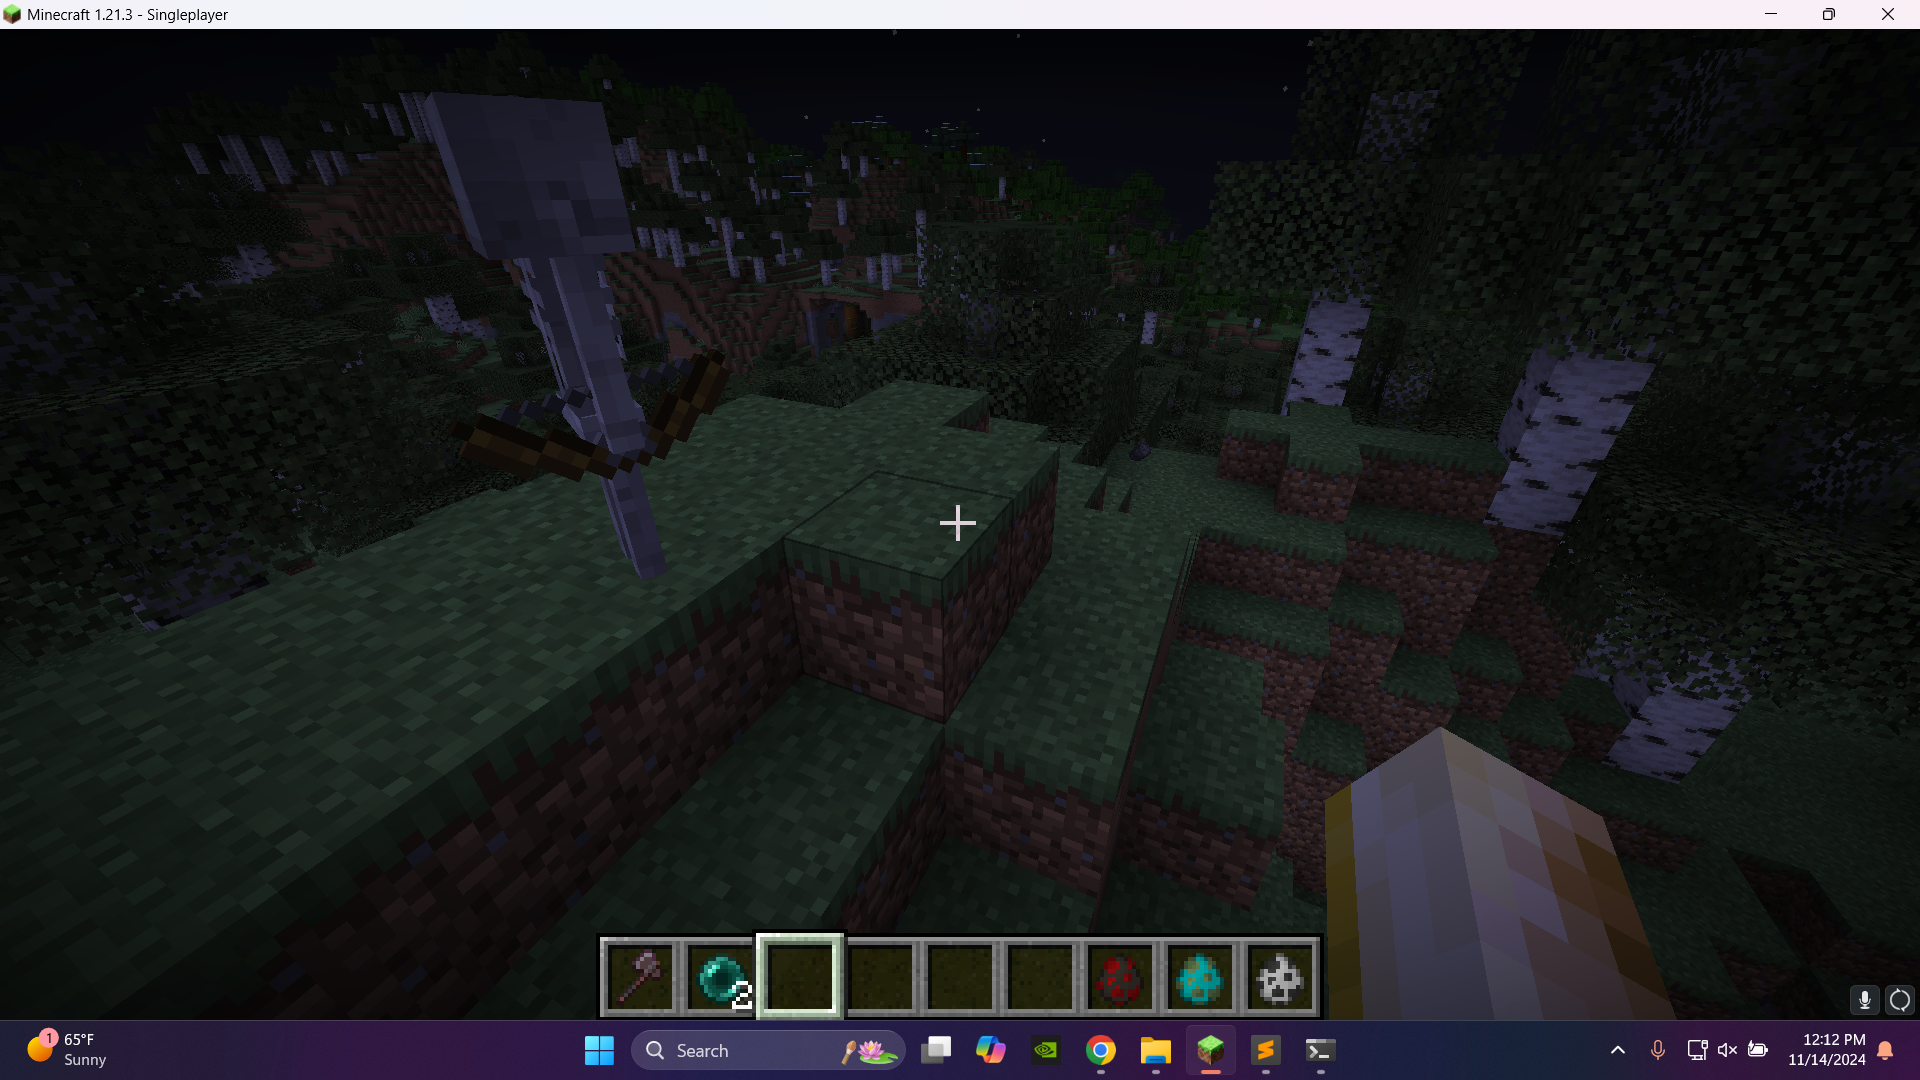 Minecraft 1.21.3 - Singleplayer
2
1
65°F
Sunny
Search
12:12 PM
11/14/2024